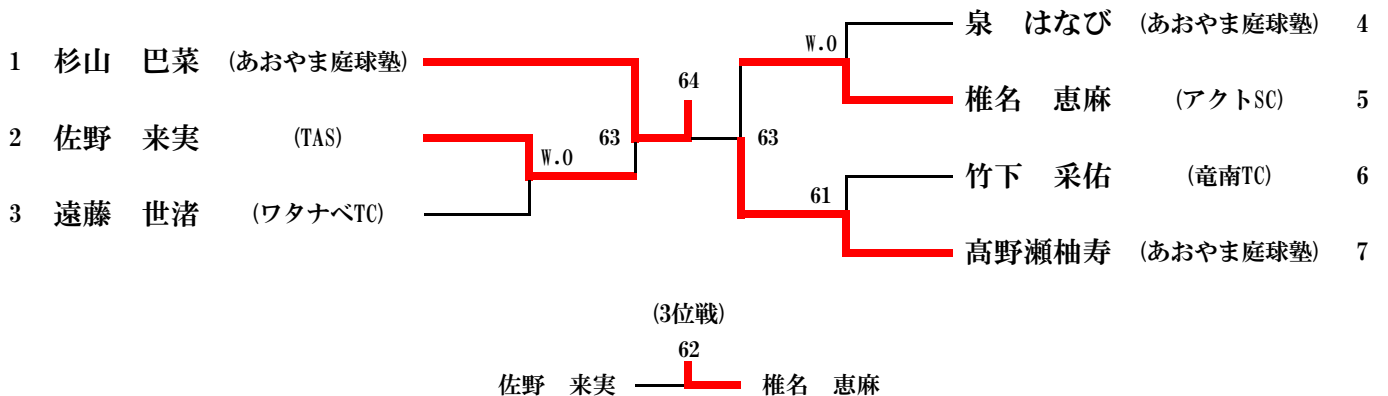 1 杉山 巴菜 (あおやま庭球塾)
2 佐野 来実 (TAS)
3 遠藤 世渚 (ワタナベTC)
W.O
63
64
泉 はなび (あおやま庭球塾) 4
W.O
椎名 恵麻 (アクトSC) 5
63
竹下 采佑 (竜南TC) 6
61
高野瀬柚寿 (あおやま庭球塾) 7
(3位戦)
62
佐野 来実 椎名 恵麻